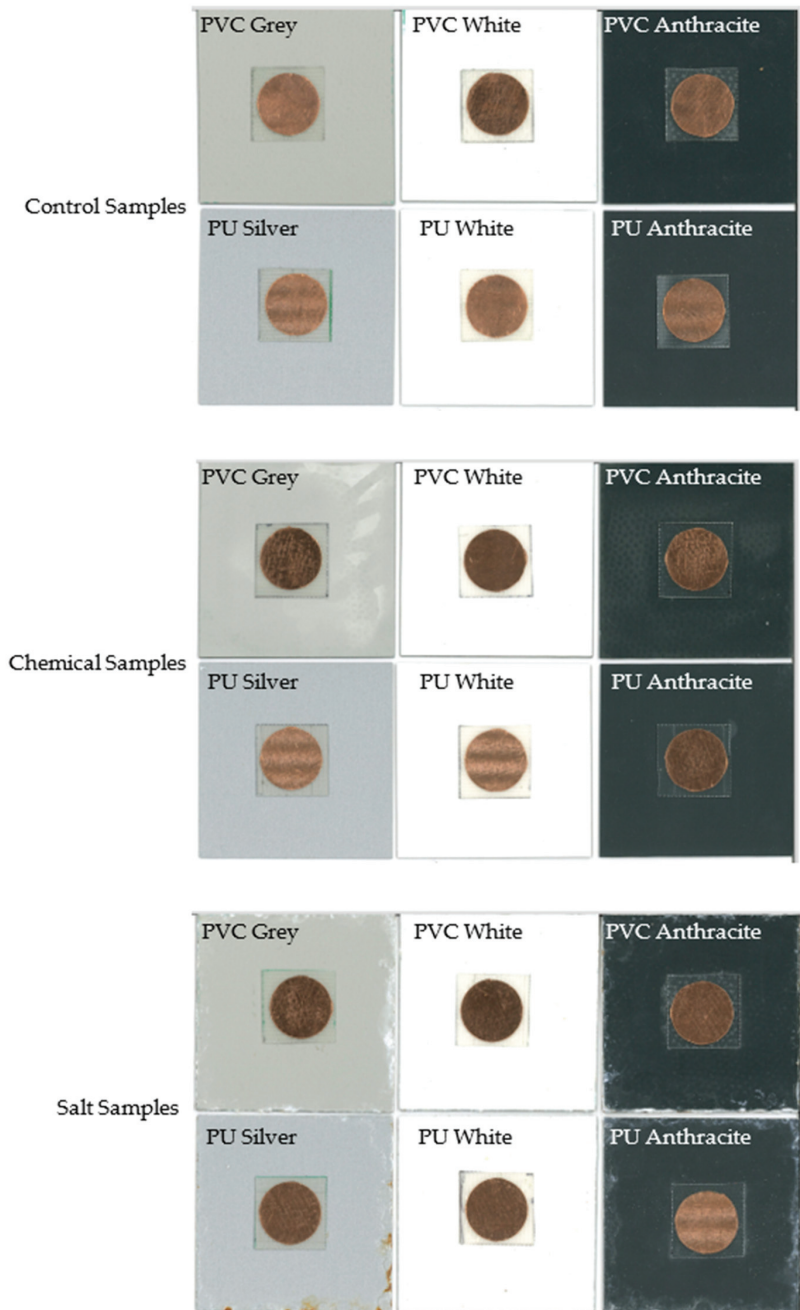 PVC Grey PVC White PVC Anthracite
Control Samples
PU Silver PU White PU Anthracite
PVC Grey PVC White PVC Anthracite
Chemical Samples
PU Silver PU White PU Anthracite
PVC Grey PVC White PVC Anthracite
Salt Samples
PU Silver PU White PU Anthracite